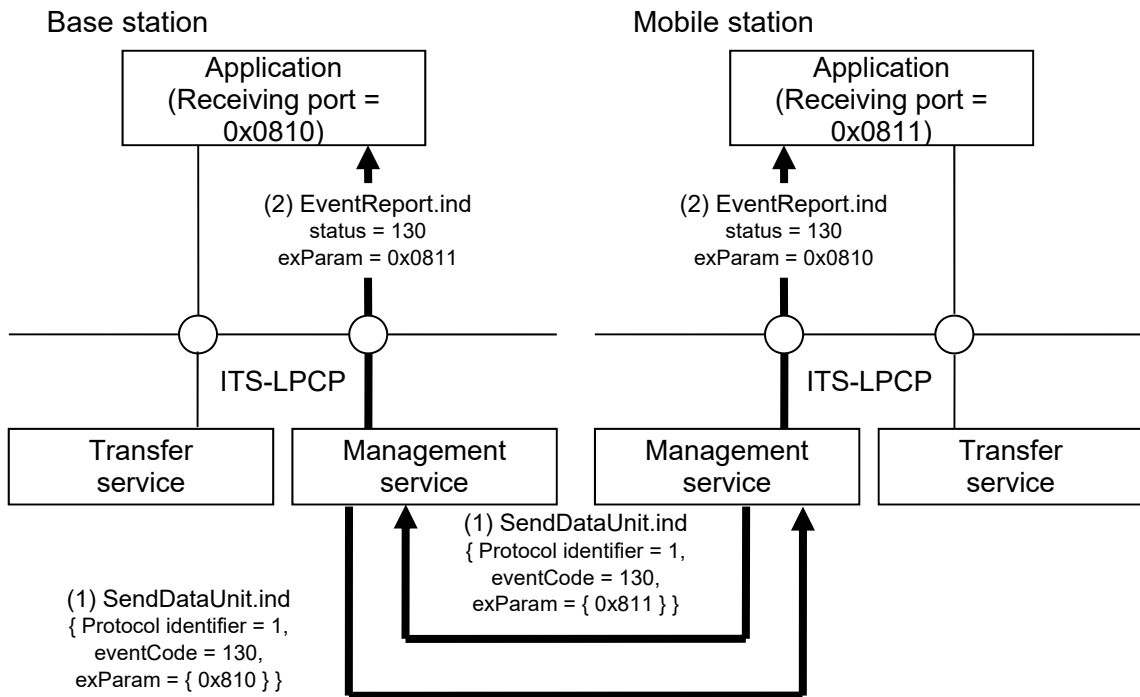 Base station
Mobile station
Application
(Receiving port =
0x0810)
Application
(Receiving port =
0x0811)
(2) EventReport.ind
status = 130
exParam = 0x0811
(2) EventReport.ind
status = 130
exParam = 0x0810
ITS-LPCP
ITS-LPCP
Transfer
service
Management
service
Management
service
Transfer
service
(1) SendDataUnit.ind
{ Protocol identifier = 1,
eventCode = 130,
exParam = { 0x811 } }
(1) SendDataUnit.ind
{ Protocol identifier = 1,
eventCode = 130,
exParam = { 0x810 } }